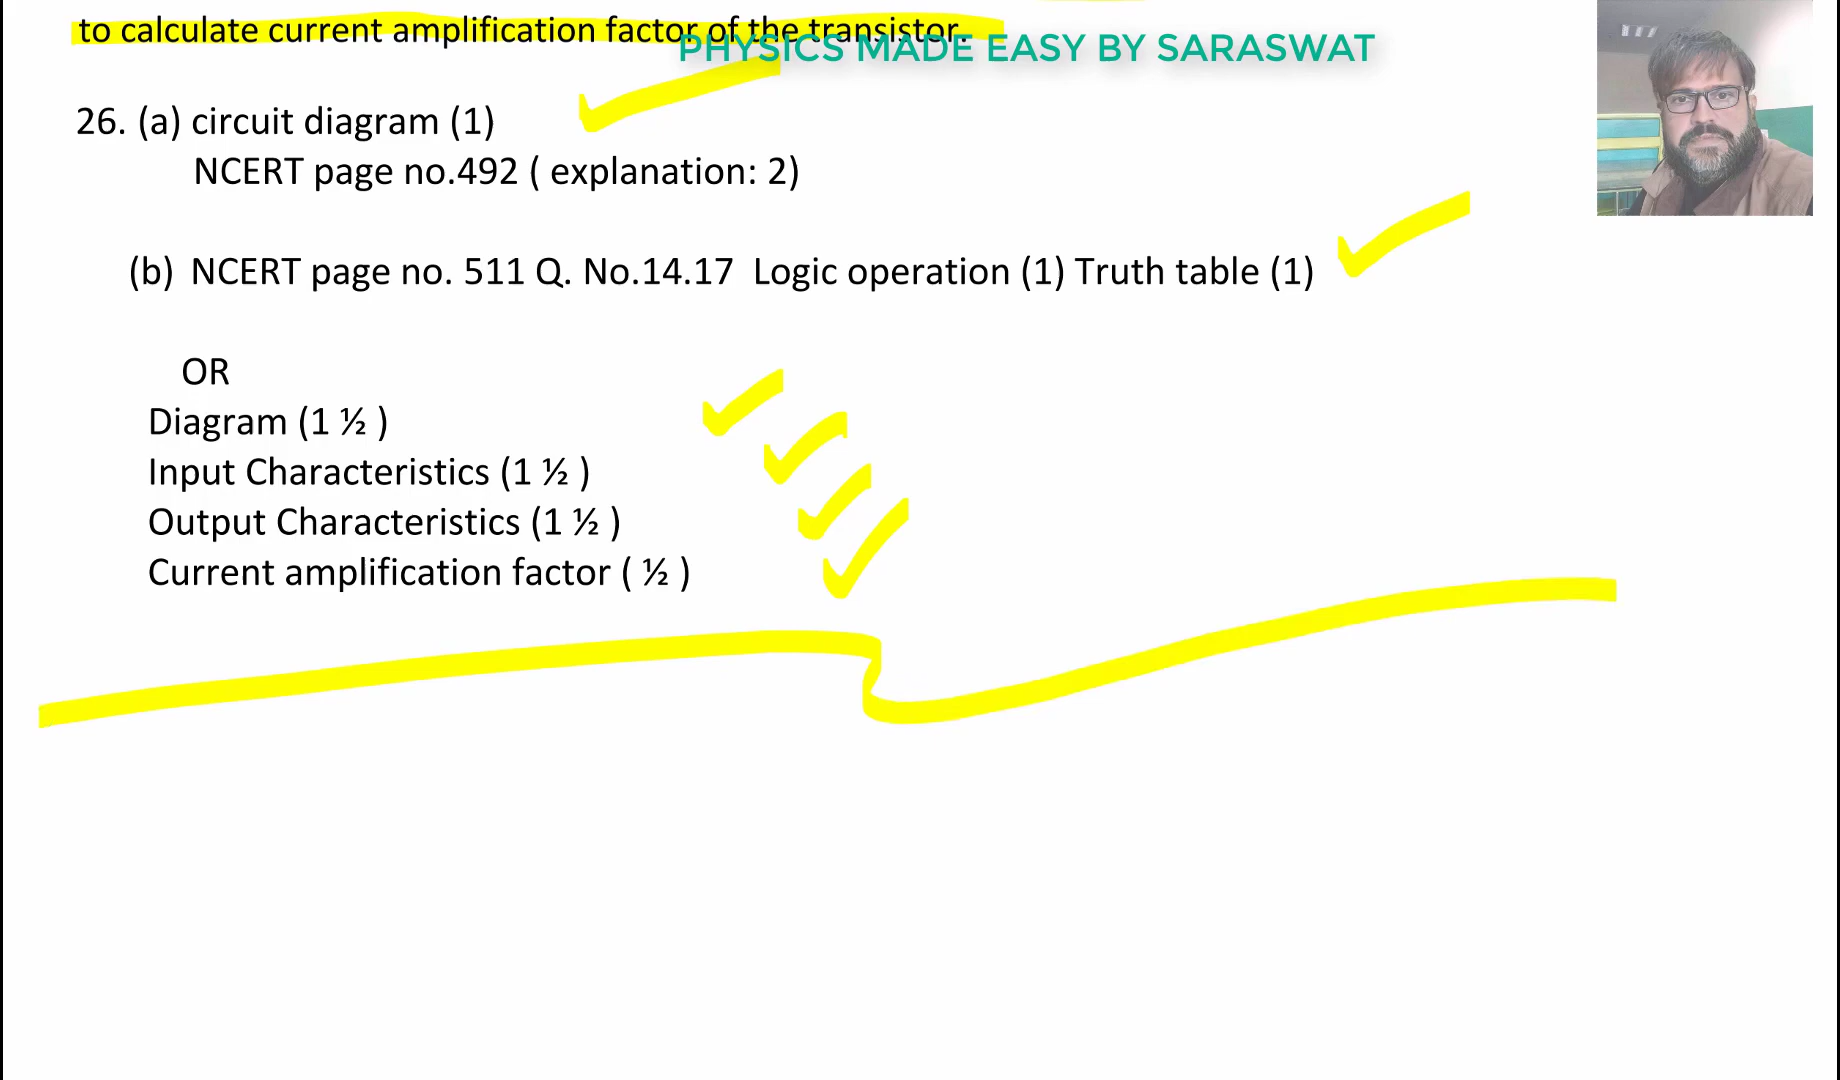 to calculate current amplification factor of the transistor.
PHYSICS MADE EASY BY SARASWAT
26. (a) circuit diagram (1)
NCERT page no.492 ( explanation: 2)
(b) NCERT page no. 511 Q. No.14.17 Logic operation (1) Truth table (1)
OR
Diagram (1 ½ )
Input Characteristics (1 ½ )
Output Characteristics (1 ½ )
Current amplification factor ( ½ )